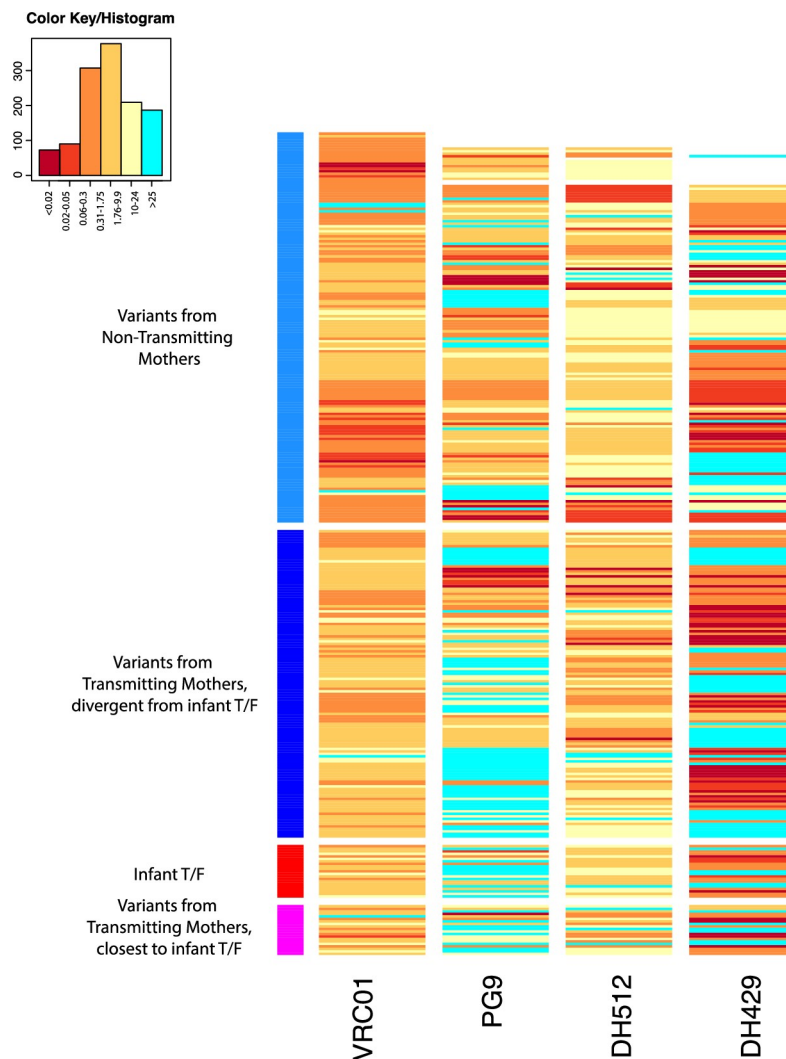 Color Key/Histogram
300
200
100
0
<0.02
0.02-0.05
0.06-0.3
0.31-1.75
1.76-9.9
10-24
>25
Variants from
Non-Transmitting
Mothers
Variants from
Transmitting Mothers,
divergent from infant T/F
Infant T/F
Variants from
Transmitting Mothers,
closest to infant T/F
VRC01
PG9
DH512
DH429